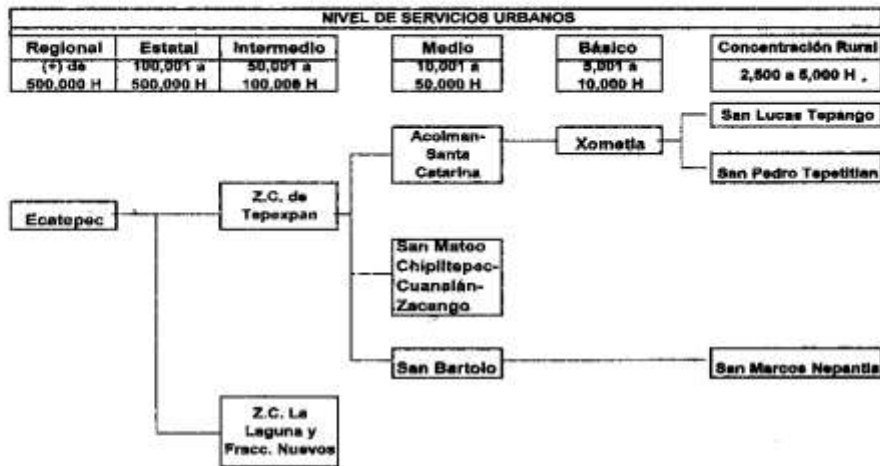 NIVEL DE SERVICIOS URBANOS
Regional Estatal Intermedio Medio Básico Concentración Rural
(+) de 100,001 a 50,001 a 10,001 a 5,001 a 2,500 a 5,000 H
500,000 H 500,000 H 100,000 H 50,000 H 10,000 H
San Lucas Tepango
Acolman-
Santa
Catarina
Xometla
San Pedro Tepetitlan
Z.C. de
Tepexpan
Ecatepec
San Mateo
Chipiltepec-
Cuanalán-
Zacango
San Bartolo
San Marcos Nepantla
Z.C. La
Laguna y
Fracc. Nuevos